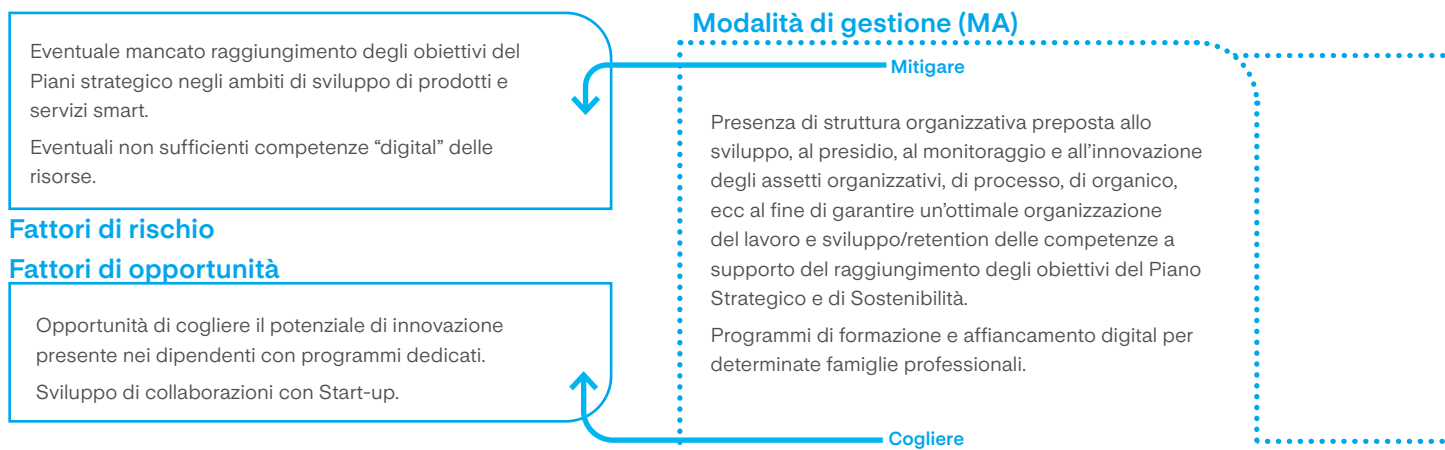 Eventuale mancato raggiungimento degli obiettivi del
Piani strategico negli ambiti di sviluppo di prodotti e
servizi smart.
Eventuali non sufficienti competenze “digital” delle
risorse.
Fattori di rischio
Fattori di opportunità
Opportunità di cogliere il potenziale di innovazione
presente nei dipendenti con programmi dedicati.
Sviluppo di collaborazioni con Start-up.
Modalità di gestione (MA)
Mitigare
Presenza di struttura organizzativa preposta allo
sviluppo, al presidio, al monitoraggio e all’innovazione
degli assetti organizzativi, di processo, di organico,
ecc al fine di garantire un’ottimale organizzazione
del lavoro e sviluppo/retention delle competenze a
supporto del raggiungimento degli obiettivi del Piano
Strategico e di Sostenibilità.
Programmi di formazione e affiancamento digital per
determinate famiglie professionali.
Cogliere